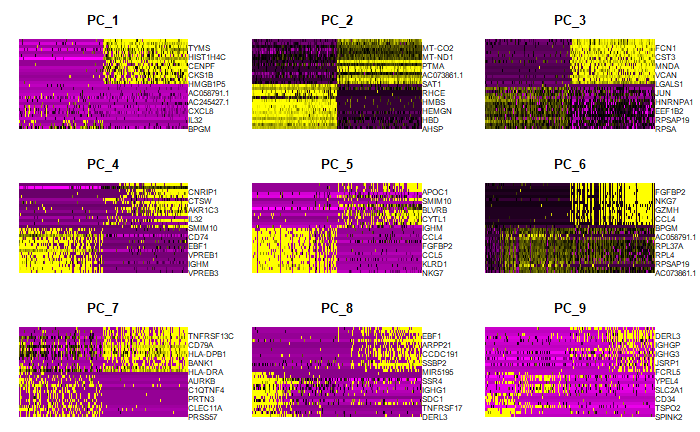 PC_1
TYMS
HIST1H4C
CENPF
CKS1B
HMGB1P5
AC058791.1
AC245427.1
CXCL8
IL32
BPGM
PC_2
MT-CO2
MT-ND1
PTMA
AC073861.1
SAT1
RHCE
HMBS
HEMGN
HBD
AHSP
PC_3
FCN1
CST3
MNDA
VCAN
LGALS1
JUN
HNRNPA1
EEF1B2
RPSAP19
RPSA
PC_4
CNRIP1
CTSW
AKR1C3
IL32
SMIM10
CD74
EBF1
VPREB1
IGHM
VPREB3
PC_5
APOC1
SMIM10
BLVRB
CYTL1
IGHM
CCL4
FGFBP2
CCL5
KLRD1
NKG7
PC_6
FGFBP2
NKG7
CCL4
GZMH
BPGM
AC058791.1
RPL37A
RPL4
RPSAP19
AC073861.1
PC_7
TNFRSF13C
CD79A
HLA-DPB1
BANK1
HLA-DRA
AURKB
C1QTNF4
PRTN3
CLEC11A
PRSS57
PC_8
EBF1
ARPP21
CCDC191
SSBP2
MIR5195
SSR4
IGHG1
SDC1
TNFRSF17
DERL3
PC_9
DERL3
IGHGP
IGHG3
JSRP1
FCRL5
YPEL4
SLC2A1
CD34
TSPO2
SPINK2